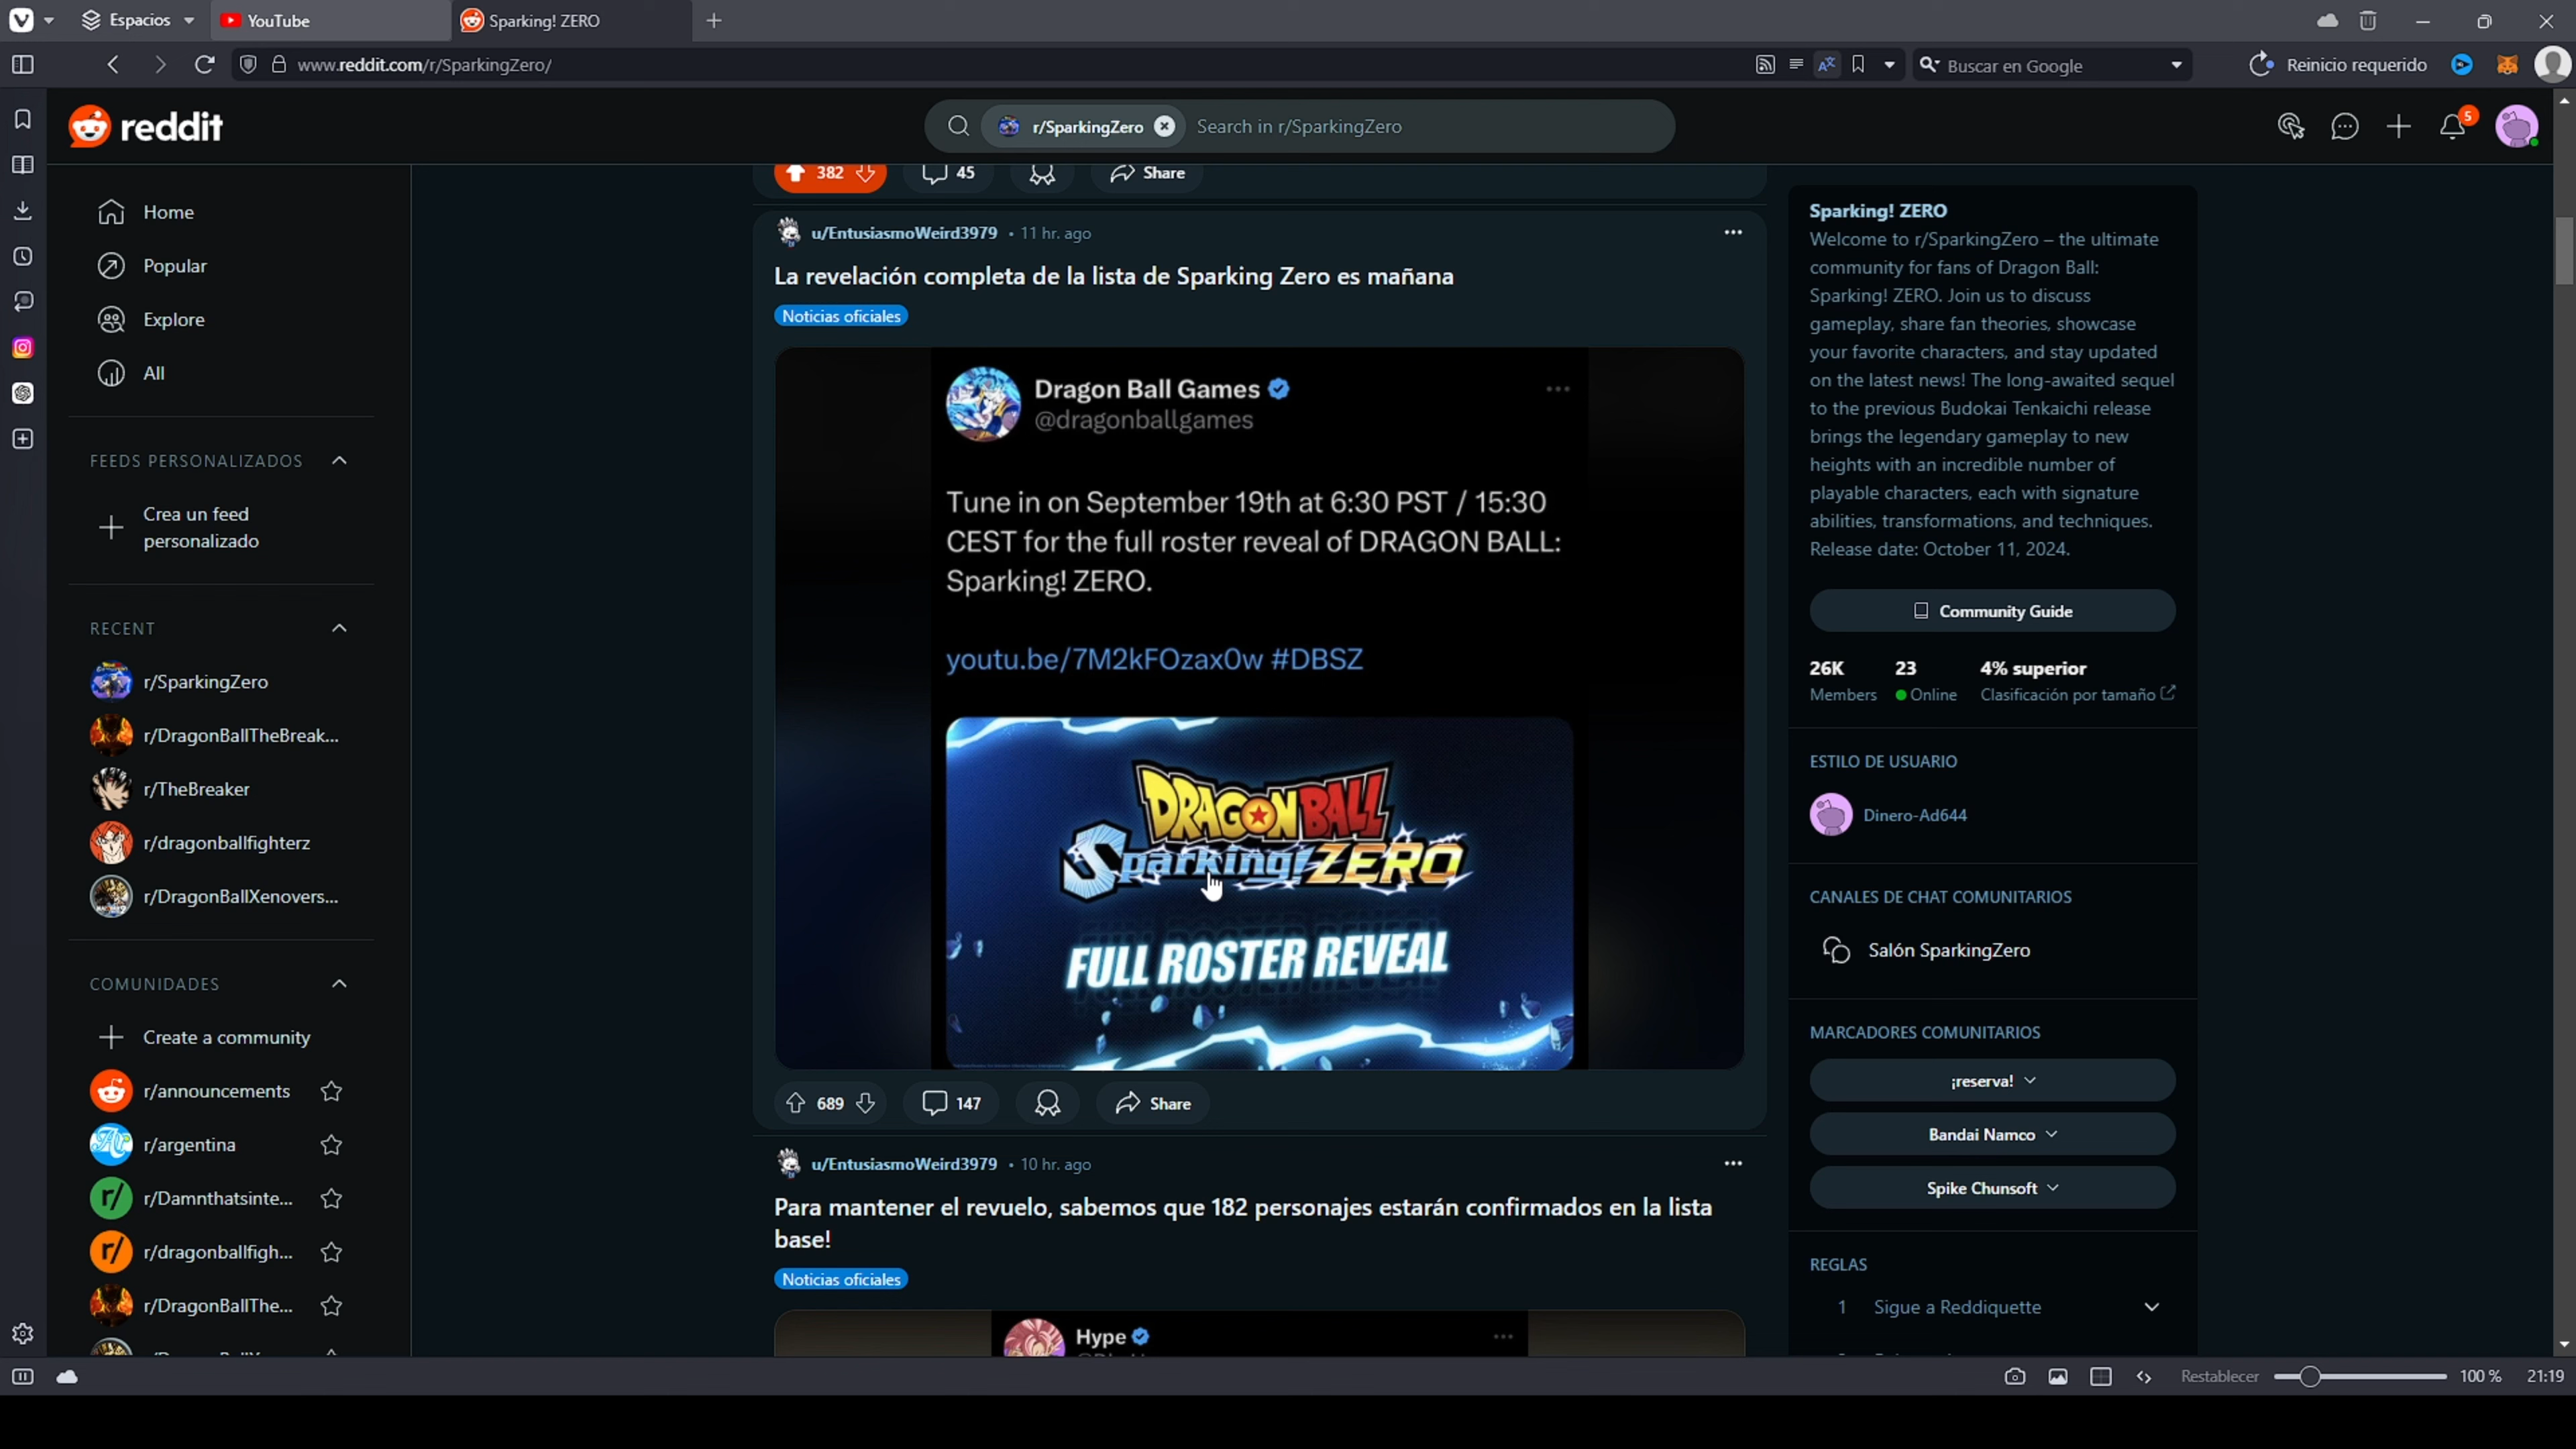 Espacios
YouTube
Sparking! ZERO
www.reddit.com/r/SparkingZero/
Buscar en Google
Reinicio requerido
reddit
r/SparkingZero
Search in r/SparkingZero
5
Home
Popular
Explore
All
FEEDS PERSONALIZADOS
Crea un feed
personalizado
RECENT
r/SparkingZero
r/DragonBallTheBreak...
r/TheBreaker
r/dragonballfighterz
r/DragonBallXenovers...
COMUNIDADES
Create a community
r/announcements
r/argentina
r/Damnthatsinte...
r/dragonballfigh...
r/DragonBallThe...
382
45
Share
u/EntusiasmoWeird3979 • 11 hr. ago
La revelación completa de la lista de Sparking Zero es mañana
Noticias oficiales
Dragon Ball Games
@dragonballgames
Tune in on September 19th at 6:30 PST / 15:30
CEST for the full roster reveal of DRAGON BALL:
Sparking! ZERO.
youtu.be/7M2kFOzax0w #DBSZ
DRAGON BALL
Sparking! ZERO
FULL ROSTER REVEAL
689
147
Share
u/EntusiasmoWeird3979 • 10 hr. ago
Para mantener el revuelo, sabemos que 182 personajes estarán confirmados en la lista
base!
Noticias oficiales
Hype
Sparking! ZERO
Welcome to r/SparkingZero – the ultimate
community for fans of Dragon Ball:
Sparking! ZERO. Join us to discuss
gameplay, share fan theories, showcase
your favorite characters, and stay updated
on the latest news! The long-awaited sequel
to the previous Budokai Tenkaichi release
brings the legendary gameplay to new
heights with an incredible number of
playable characters, each with signature
abilities, transformations, and techniques.
Release date: October 11, 2024.
Community Guide
26K
23
4% superior
Members
Online
Clasificación por tamaño
ESTILO DE USUARIO
Dinero-Ad644
CANALES DE CHAT COMUNITARIOS
Salón SparkingZero
MARCADORES COMUNITARIOS
¡reserva!
Bandai Namco
Spike Chunsoft
REGLAS
1 Sigue a Reddiquette
Restablecer
100 %
21:19